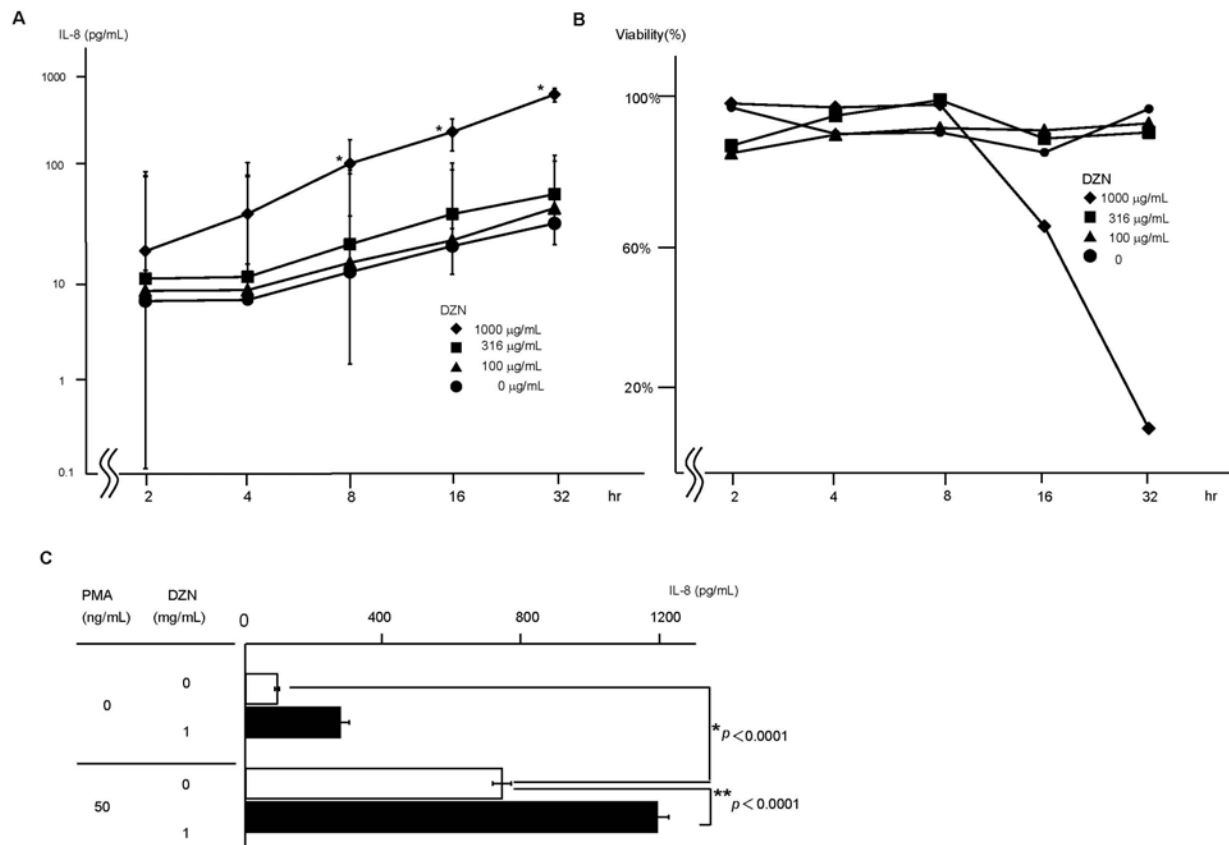 A
IL-8 (pg/mL)
1000
100
10
1
0.1
2 4 8 16 32 hr
* * *
DZN
1000 μg/mL
316 μg/mL
100 μg/mL
0 μg/mL
B
Viability(%)
100%
60%
20%
2 4 8 16 32 hr
DZN
1000 μg/mL
316 μg/mL
100 μg/mL
0
C
PMA DZN IL-8 (pg/mL)
(ng/mL) (mg/mL) 0 400 800 1200
0
0
1
*p<0.0001
50
0
1
**p<0.0001